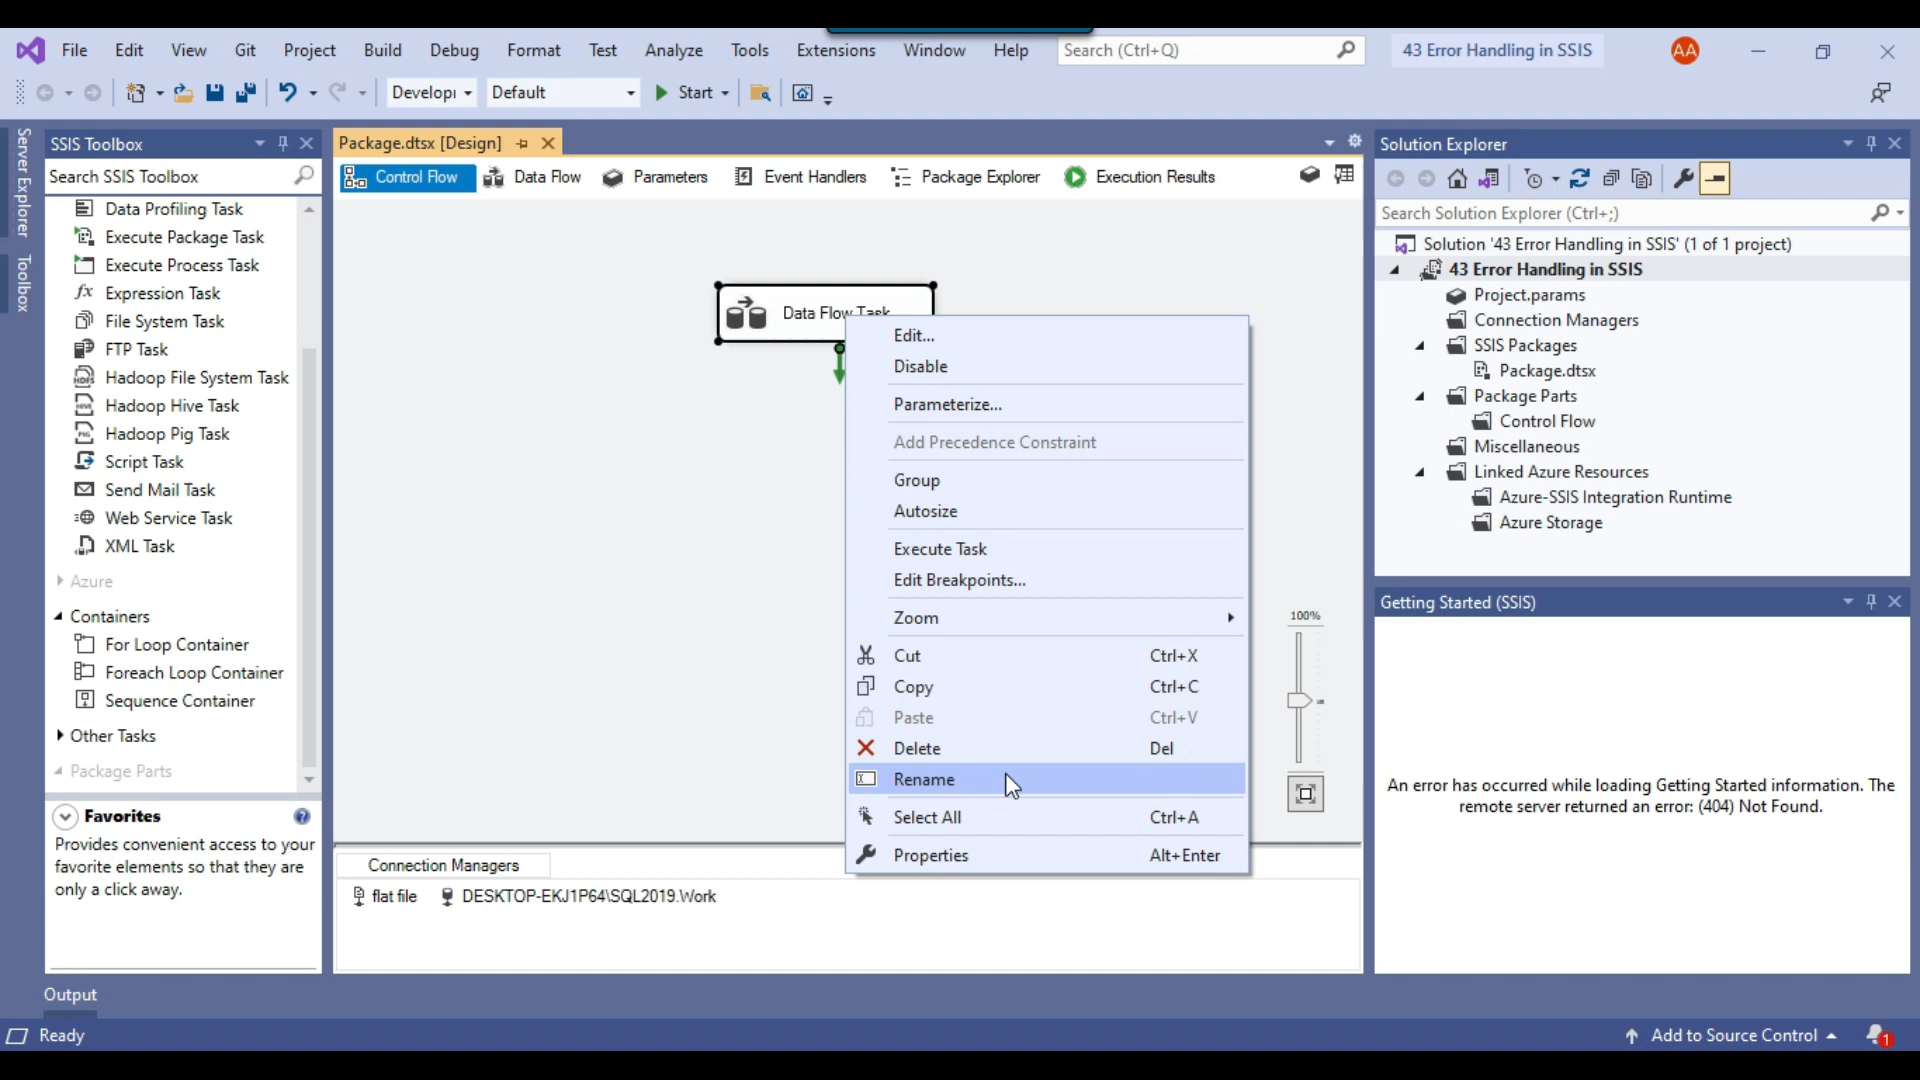 File Edit View Git Project Build Debug Format Test Analyze Tools Extensions Window Help Search (Ctrl+Q) 43 Error Handling in SSIS AA
Developi Default Start
Server Explorer
Toolbox
SSIS Toolbox
Search SSIS Toolbox
Data Profiling Task
Execute Package Task
Execute Process Task
Expression Task
File System Task
FTP Task
Hadoop File System Task
Hadoop Hive Task
Hadoop Pig Task
Script Task
Send Mail Task
Web Service Task
XML Task
Azure
Containers
For Loop Container
Foreach Loop Container
Sequence Container
Other Tasks
Package Parts
Favorites
Provides convenient access to your
favorite elements so that they are
only a click away.
Package.dtsx [Design]
Control Flow Data Flow Parameters Event Handlers Package Explorer Execution Results
Data Flow Task
Edit...
Disable
Parameterize...
Add Precedence Constraint
Group
Autosize
Execute Task
Edit Breakpoints...
Zoom
Cut Ctrl+X
Copy Ctrl+C
Paste Ctrl+V
Delete Del
Rename
Select All Ctrl+A
Properties Alt+Enter
100%
Connection Managers
flat file DESKTOP-EKJ1P64\SQL2019.Work
Solution Explorer
Search Solution Explorer (Ctrl+;)
Solution '43 Error Handling in SSIS' (1 of 1 project)
43 Error Handling in SSIS
Project.params
Connection Managers
SSIS Packages
Package.dtsx
Package Parts
Control Flow
Miscellaneous
Linked Azure Resources
Azure-SSIS Integration Runtime
Azure Storage
Getting Started (SSIS)
An error has occurred while loading Getting Started information. The
remote server returned an error: (404) Not Found.
Output
Ready
Add to Source Control 1